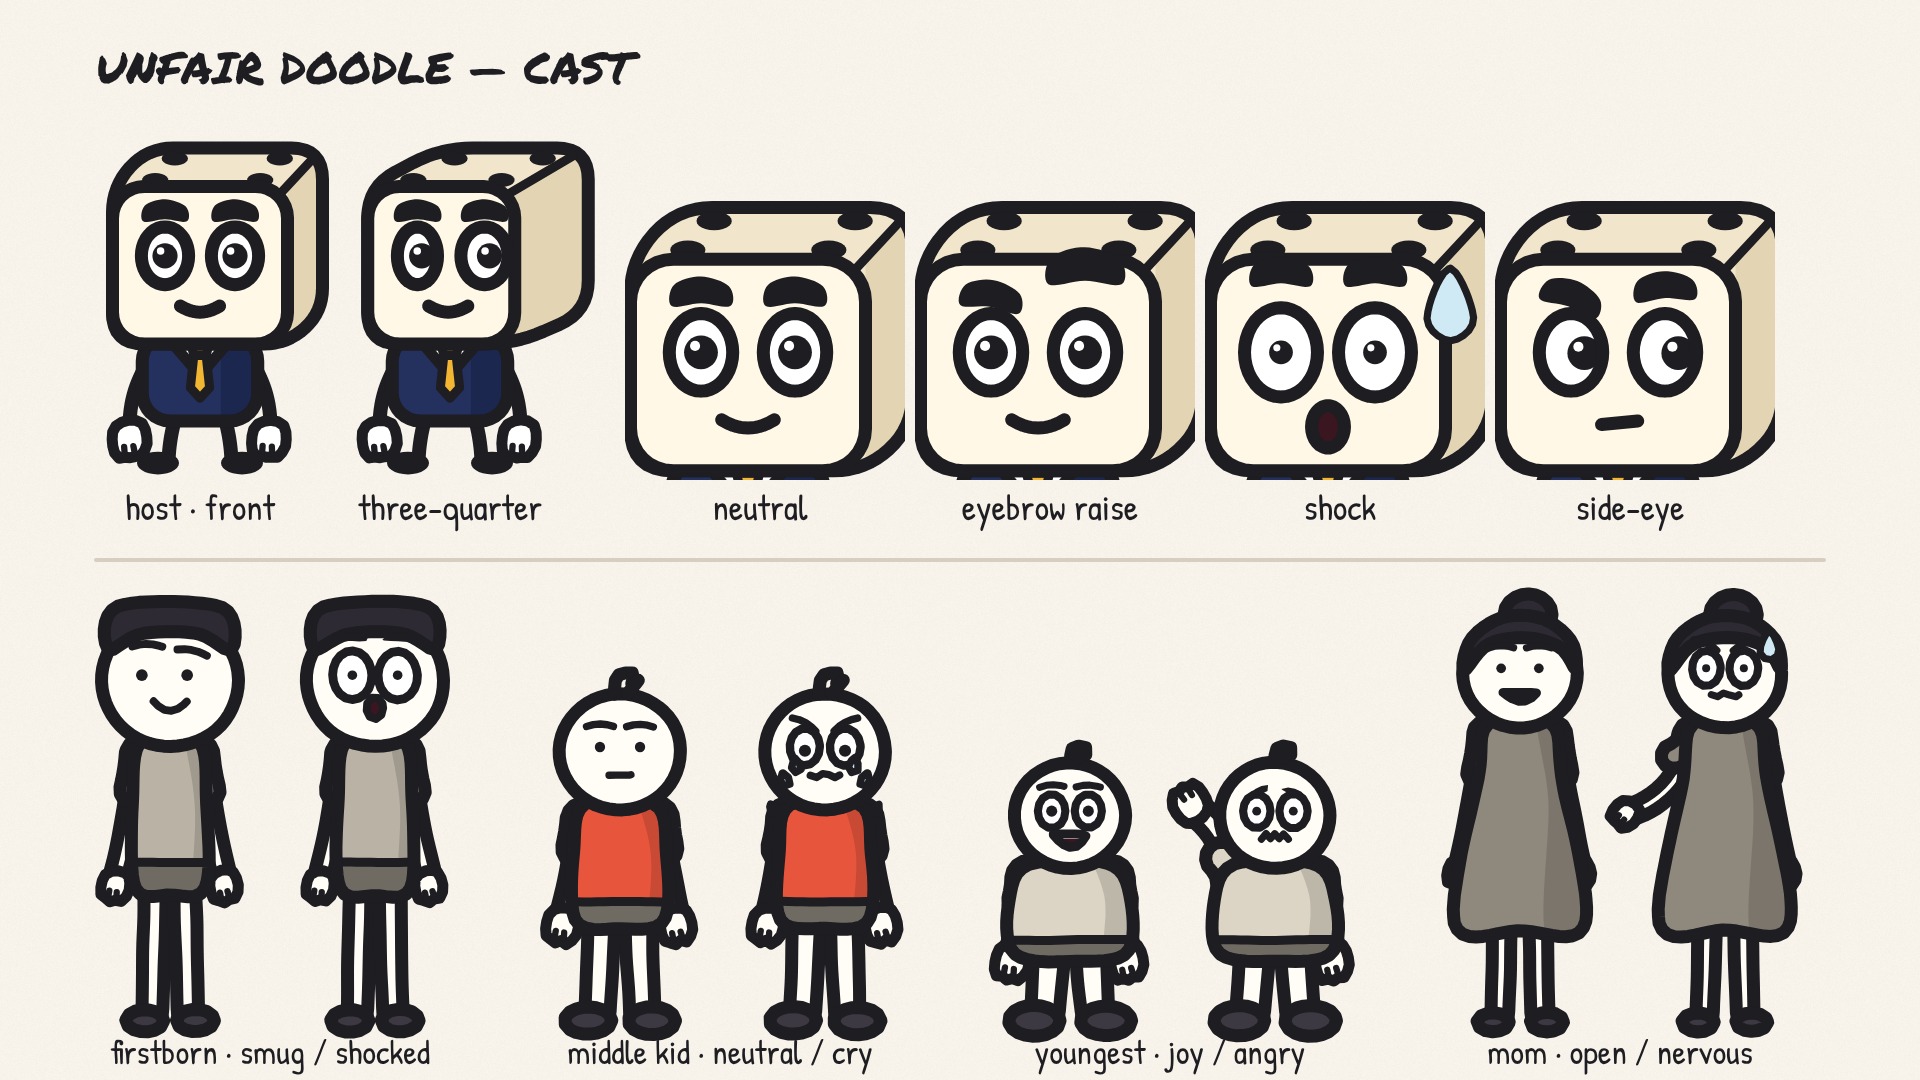 UNFAIR DOODLE — CAST
host · front
three-quarter
neutral
eyebrow raise
shock
side-eye
firstborn · smug / shocked
middle kid · neutral / cry
youngest · joy / angry
mom · open / nervous